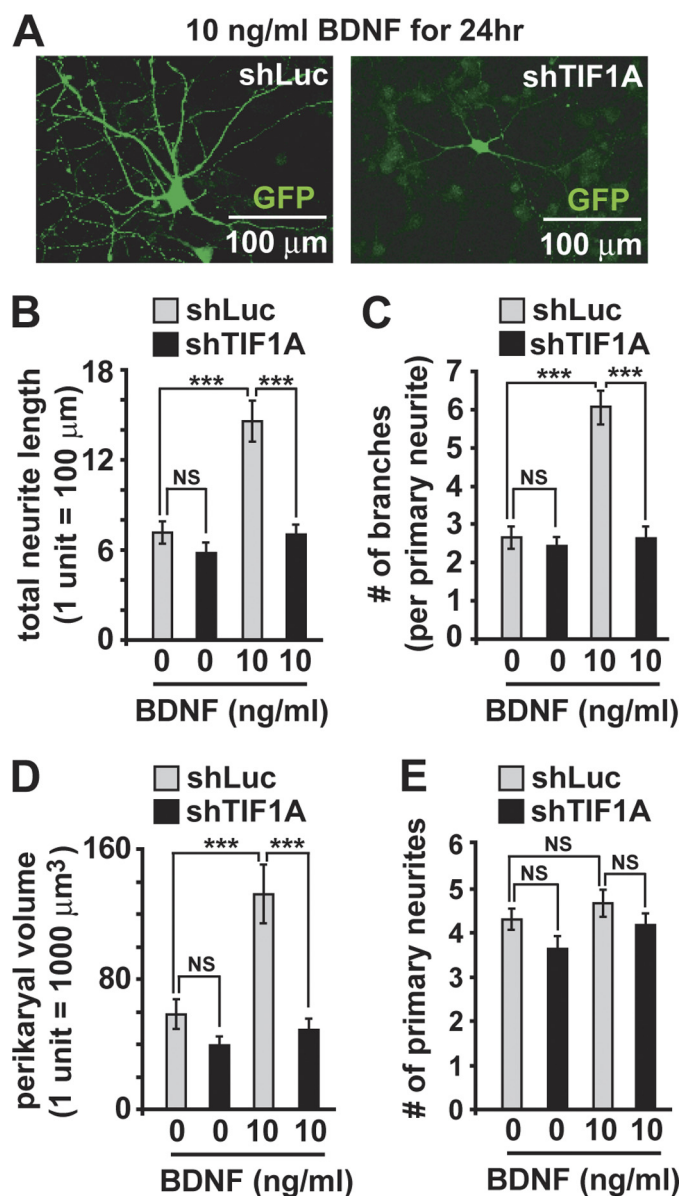 A
10 ng/ml BDNF for 24hr
shLuc
GFP
100 μm
shTIF1A
GFP
100 μm
B
shLuc
shTIF1A
total neurite length
(1 unit = 100 μm)
18
14
10
6
0
***
***
NS
0 0 10 10
BDNF (ng/ml)
C
shLuc
shTIF1A
# of branches
(per primary neurite)
7
6
5
4
3
2
1
0
***
***
NS
0 0 10 10
BDNF (ng/ml)
D
shLuc
shTIF1A
perikaryal volume
(1 unit = 1000 μm³)
160
80
60
0
***
***
NS
0 0 10 10
BDNF (ng/ml)
E
shLuc
shTIF1A
# of primary neurites
6
5
4
3
2
1
0
NS
NS
NS
0 0 10 10
BDNF (ng/ml)